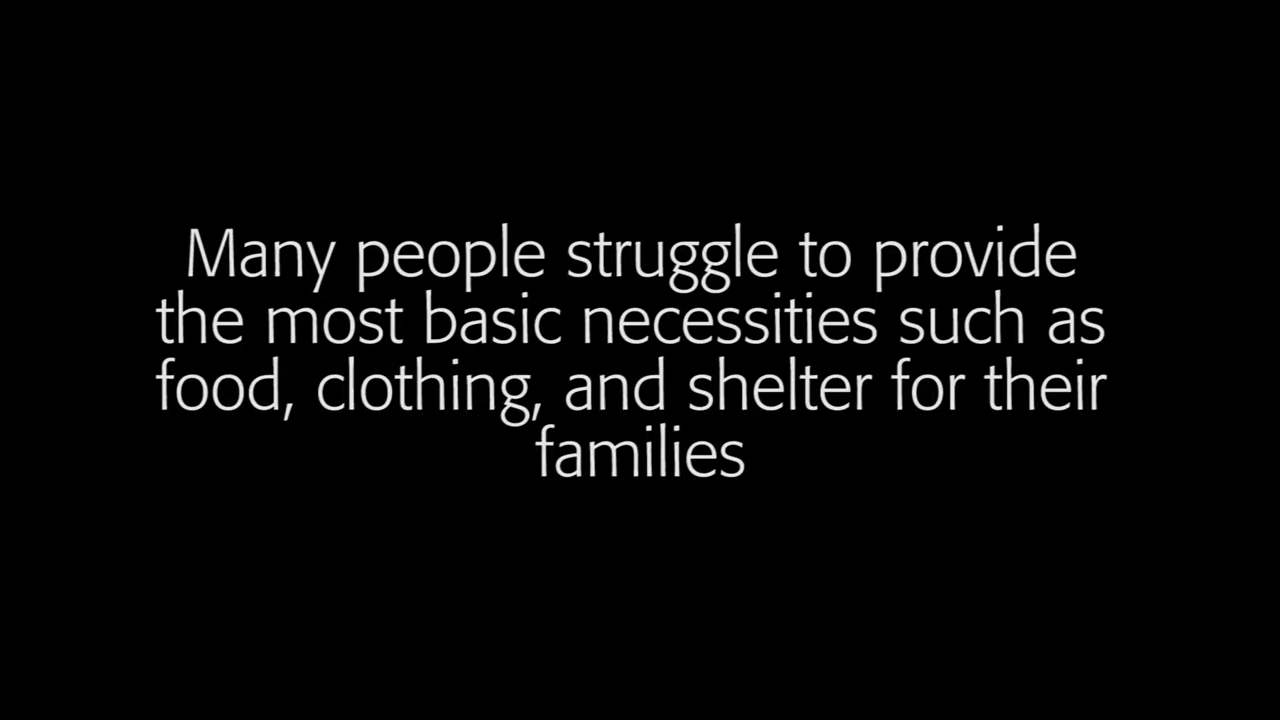 Many people struggle to provide
the most basic necessities such as
food, clothing, and shelter for their
families